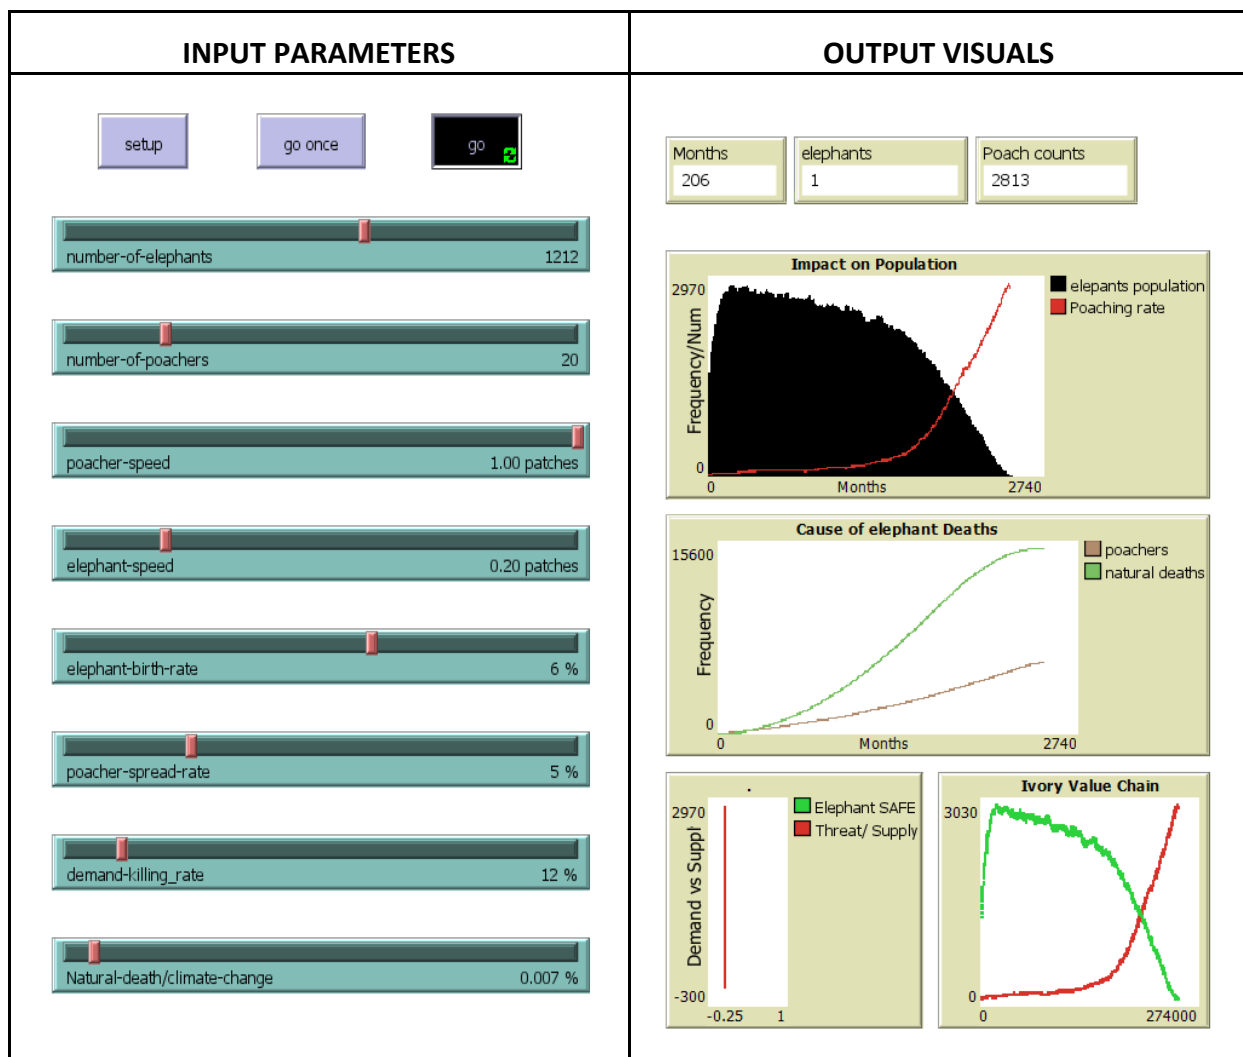 INPUT PARAMETERS
OUTPUT VISUALS
setup
go once
go
number-of-elephants 1212
number-of-poachers 20
poacher-speed 1.00 patches
elephant-speed 0.20 patches
elephant-birth-rate 6 %
poacher-spread-rate 5 %
demand-killing_rate 12 %
Natural-death/climate-change 0.007 %
Months
206
elephants
1
Poach counts
2813
Impact on Population
2970
Frequency/Num
0
0 Months 2740
elepants population
Poaching rate
Cause of elephant Deaths
15600
Frequency
0
0 Months 2740
poachers
natural deaths
.
2970
Demand vs Suppl
-300
-0.25 1
Elephant SAFE
Threat/ Supply
Ivory Value Chain
3030
0
0 274000